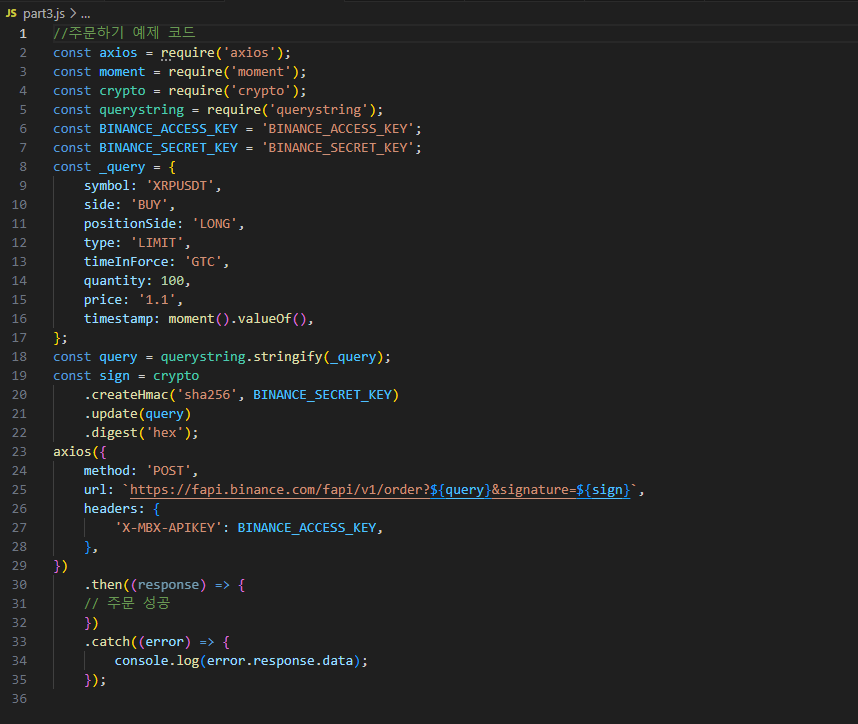 JS part3.js > ...
1 //주문하기 예제 코드
2 const axios = require('axios');
3 const moment = require('moment');
4 const crypto = require('crypto');
5 const querystring = require('querystring');
6 const BINANCE_ACCESS_KEY = 'BINANCE_ACCESS_KEY';
7 const BINANCE_SECRET_KEY = 'BINANCE_SECRET_KEY';
8 const _query = {
9     symbol: 'XRPUSDT',
10     side: 'BUY',
11     positionSide: 'LONG',
12     type: 'LIMIT',
13     timeInForce: 'GTC',
14     quantity: 100,
15     price: '1.1',
16     timestamp: moment().valueOf(),
17 };
18 const query = querystring.stringify(_query);
19 const sign = crypto
20     .createHmac('sha256', BINANCE_SECRET_KEY)
21     .update(query)
22     .digest('hex');
23 axios({
24     method: 'POST',
25     url: `https://fapi.binance.com/fapi/v1/order?${query}&signature=${sign}`,
26     headers: {
27         'X-MBX-APIKEY': BINANCE_ACCESS_KEY,
28     },
29 })
30     .then((response) => {
31     // 주문 성공
32     })
33     .catch((error) => {
34         console.log(error.response.data);
35     });
36